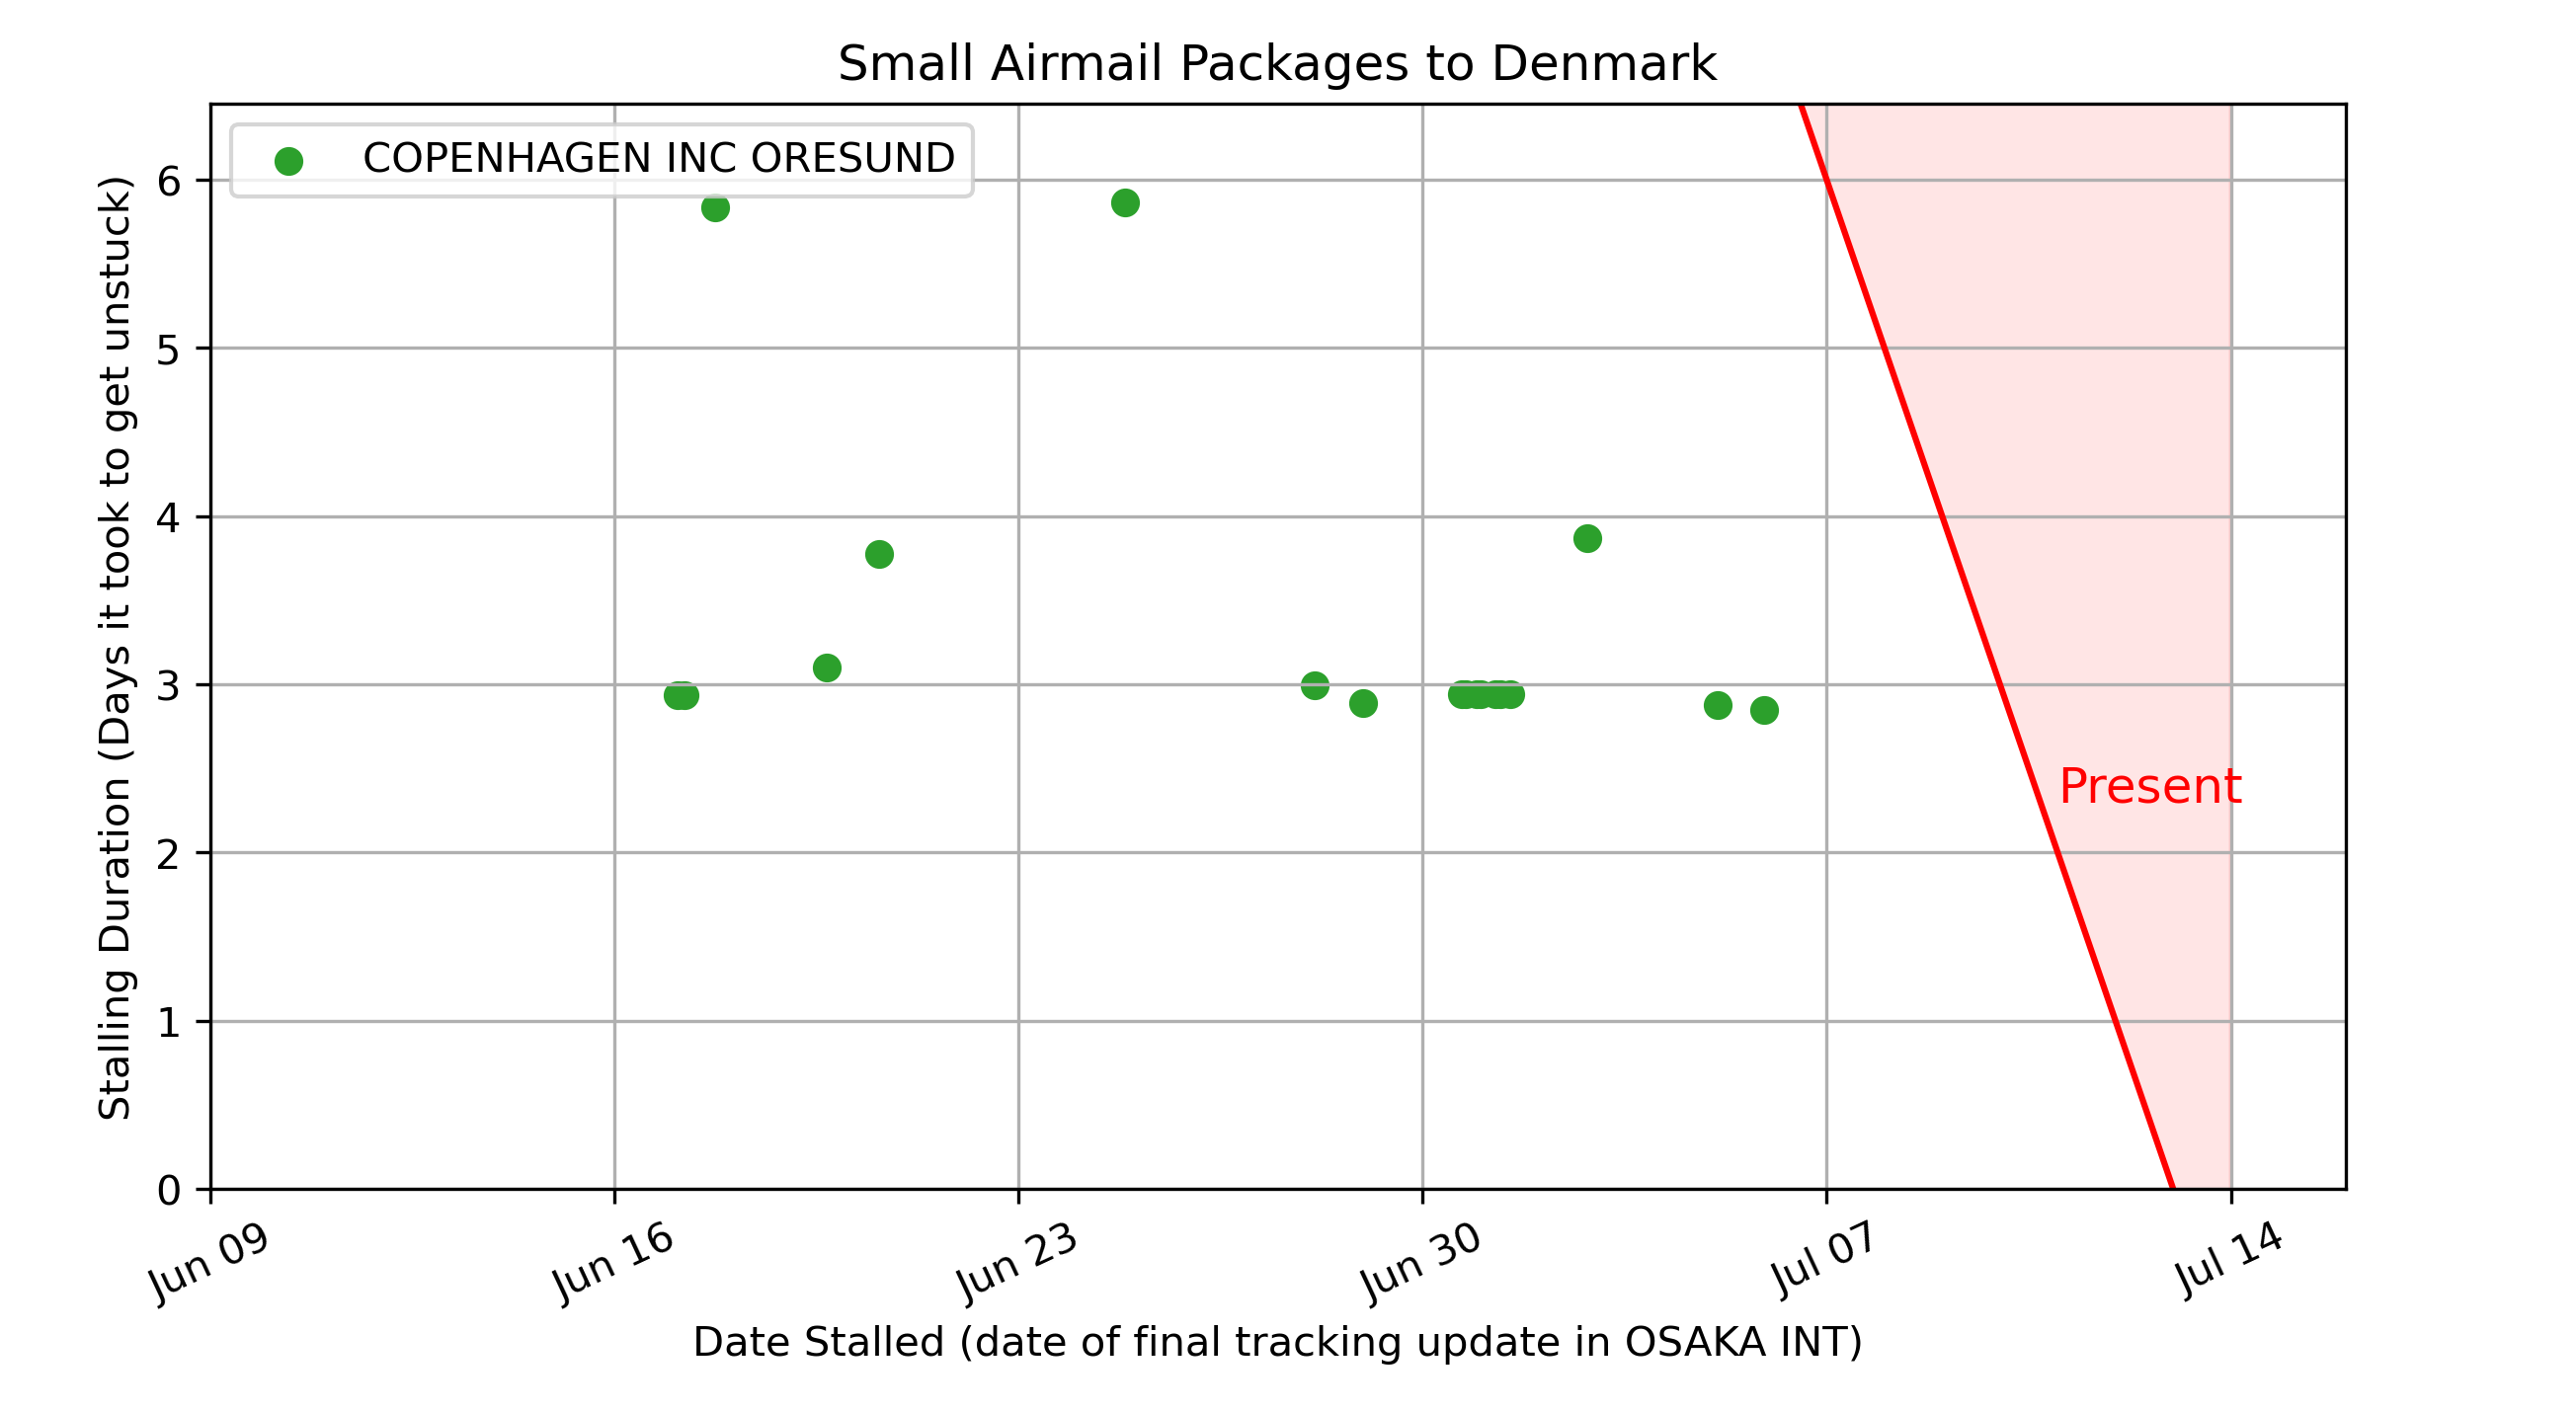 Small Airmail Packages to Denmark
COPENHAGEN INC ORESUND
Stalling Duration (Days it took to get unstuck)
6
5
4
3
2
1
0
Present
Jun 09
Jun 16
Jun 23
Jun 30
Jul 07
Jul 14
Date Stalled (date of final tracking update in OSAKA INT)